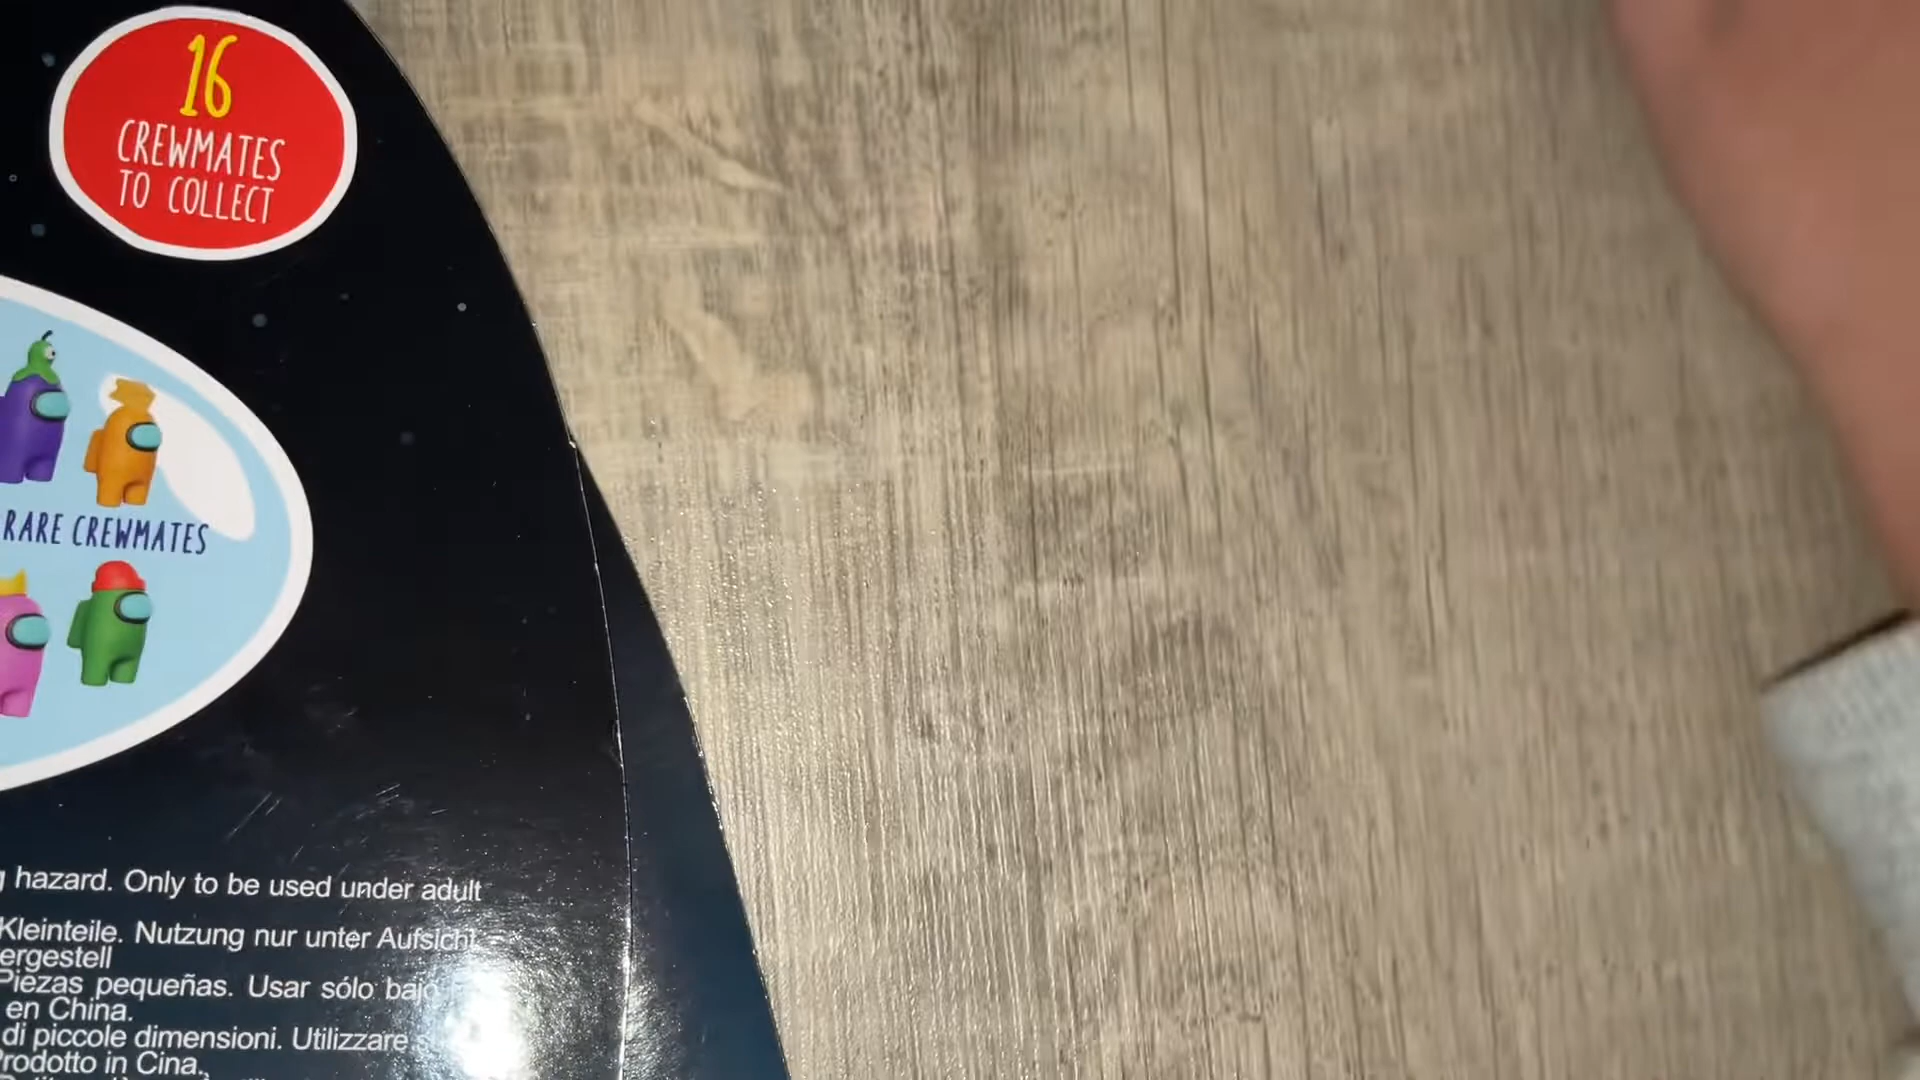 16
CREWMATES
TO COLLECT
RARE CREWMATES
hazard. Only to be used under adult
Kleinteile. Nutzung nur unter Aufsicht
ergestell
Piezas pequeñas. Usar sólo bajo
en China.
di piccole dimensioni. Utilizzare
Prodotto in Cina.